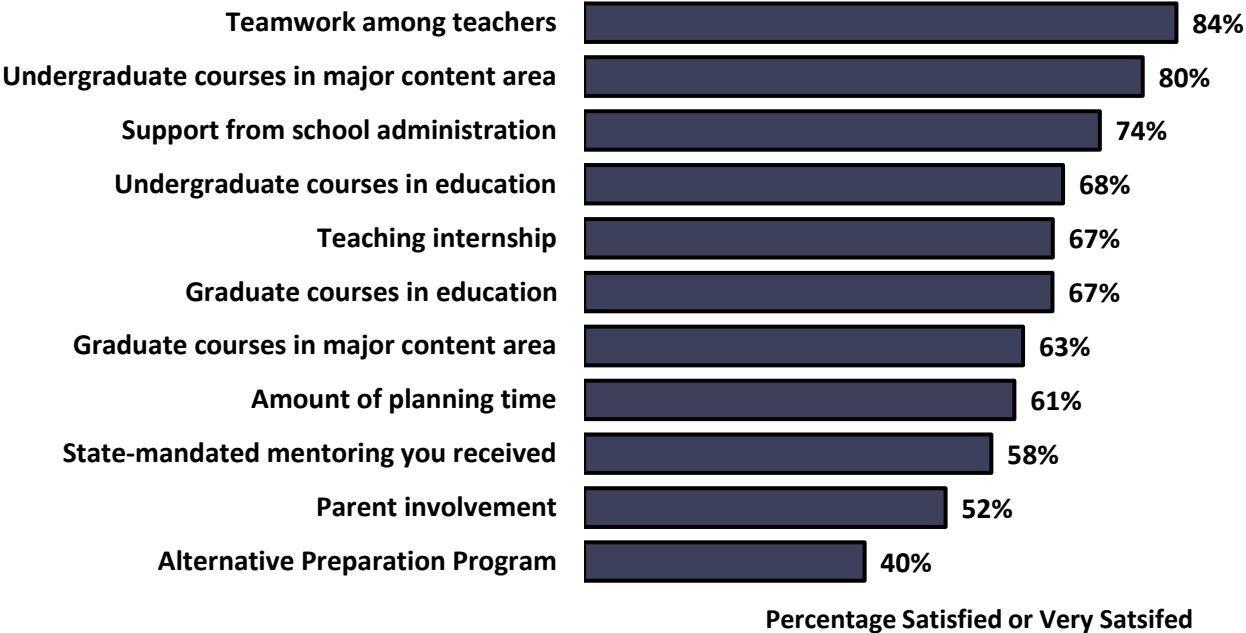 Teamwork among teachers 84%
Undergraduate courses in major content area 80%
Support from school administration 74%
Undergraduate courses in education 68%
Teaching internship 67%
Graduate courses in education 67%
Graduate courses in major content area 63%
Amount of planning time 61%
State-mandated mentoring you received 58%
Parent involvement 52%
Alternative Preparation Program 40%
Percentage Satisfied or Very Satsifed